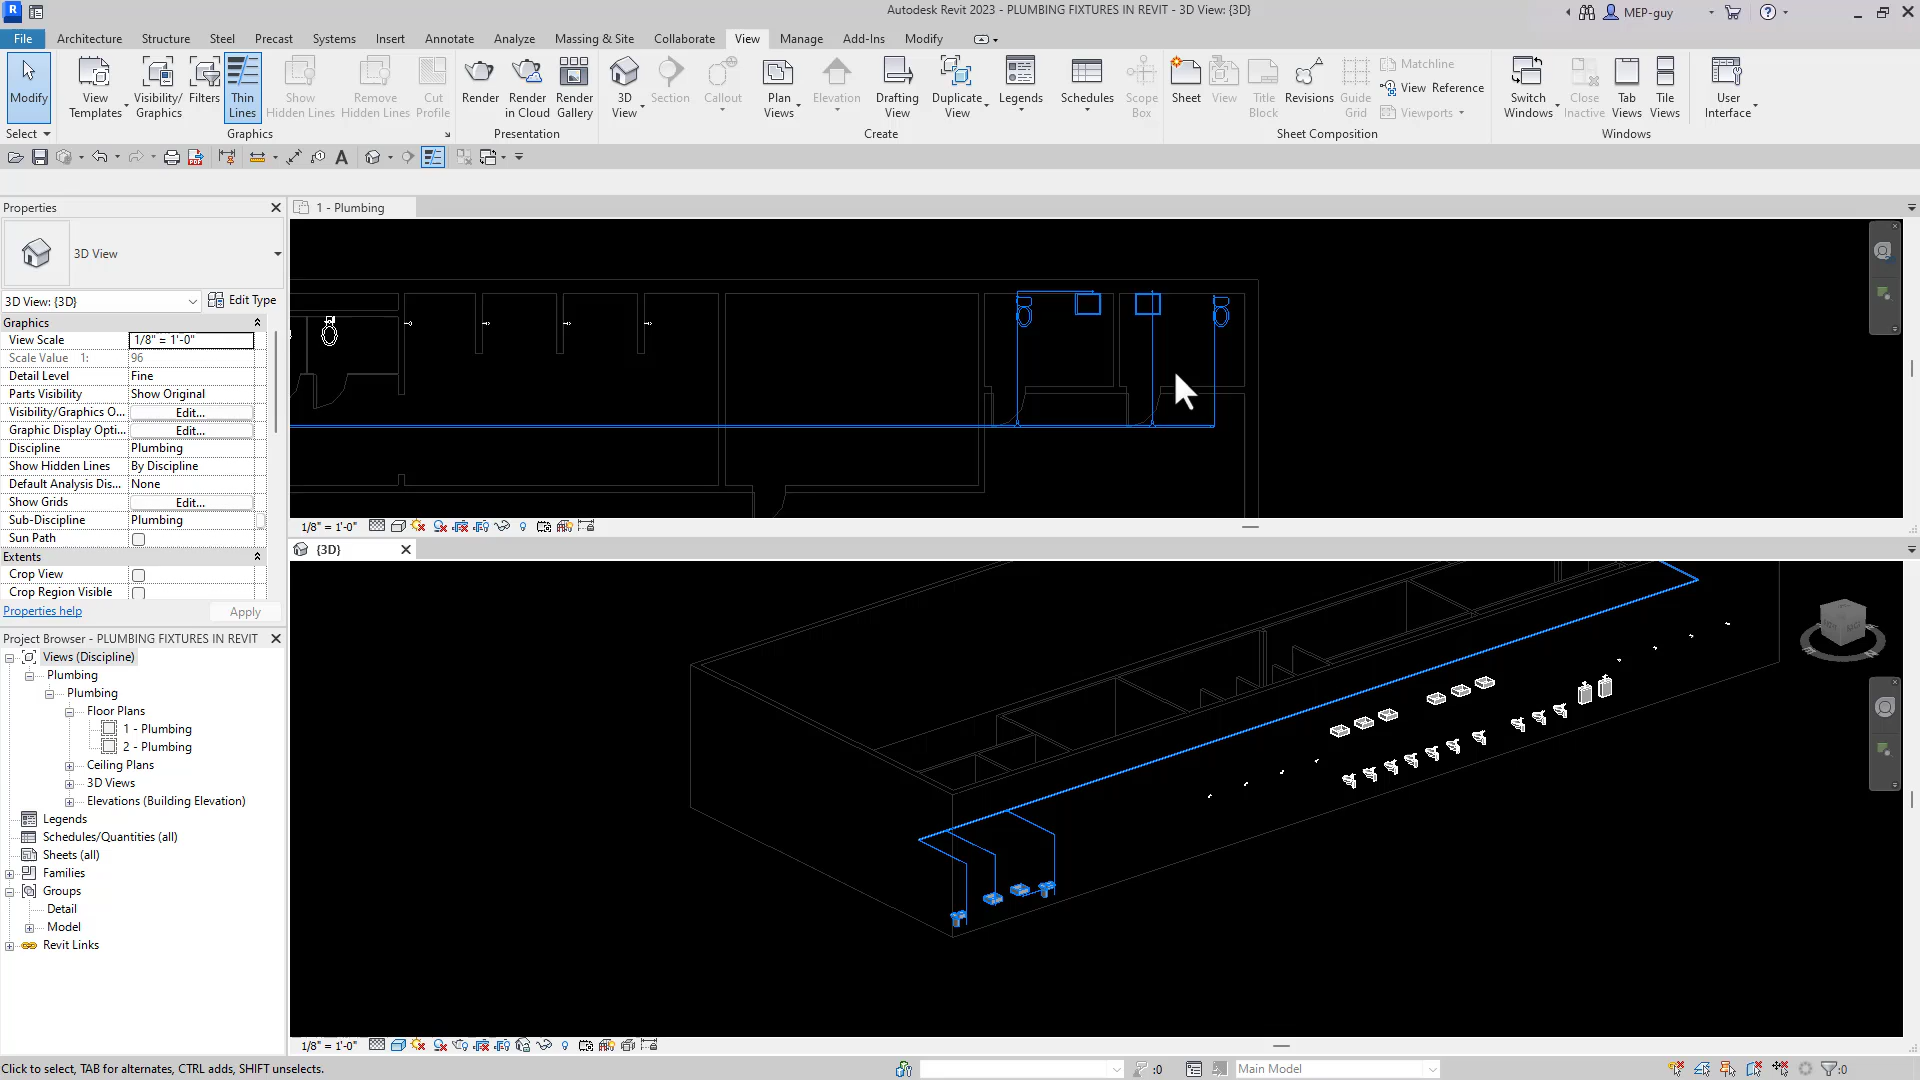 Autodesk Revit 2023 - PLUMBING FIXTURES IN REVIT - 3D View: {3D}
MEP-guy
File Architecture Structure Steel Precast Systems Insert Annotate Analyze Massing & Site Collaborate View Manage Add-Ins Modify
Modify
View Templates
Visibility/ Graphics
Filters
Thin Lines
Show Hidden Lines
Remove Hidden Lines
Cut Profile
Render
Render in Cloud
Render Gallery
3D View
Section
Callout
Plan Views
Elevation
Drafting View
Duplicate View
Legends
Schedules
Scope Box
Sheet
View
Title Block
Revisions
Guide Grid
Matchline
View Reference
Viewports
Switch Windows
Close Inactive
Tab Views
Tile Views
User Interface
Select Graphics Presentation Create Sheet Composition Windows
Properties
3D View
3D View: {3D} Edit Type
Graphics
View Scale 1/8" = 1'-0"
Scale Value 1: 96
Detail Level Fine
Parts Visibility Show Original
Visibility/Graphics O... Edit...
Graphic Display Opti... Edit...
Discipline Plumbing
Show Hidden Lines By Discipline
Default Analysis Dis... None
Show Grids Edit...
Sub-Discipline Plumbing
Sun Path
Extents
Crop View
Crop Region Visible
Properties help Apply
Project Browser - PLUMBING FIXTURES IN REVIT
Views (Discipline)
Plumbing
Plumbing
Floor Plans
1 - Plumbing
2 - Plumbing
Ceiling Plans
3D Views
Elevations (Building Elevation)
Legends
Schedules/Quantities (all)
Sheets (all)
Families
Groups
Detail
Model
Revit Links
1 - Plumbing
1/8" = 1'-0"
{3D}
1/8" = 1'-0"
Click to select, TAB for alternates, CTRL adds, SHIFT unselects.
:0
Main Model
:0